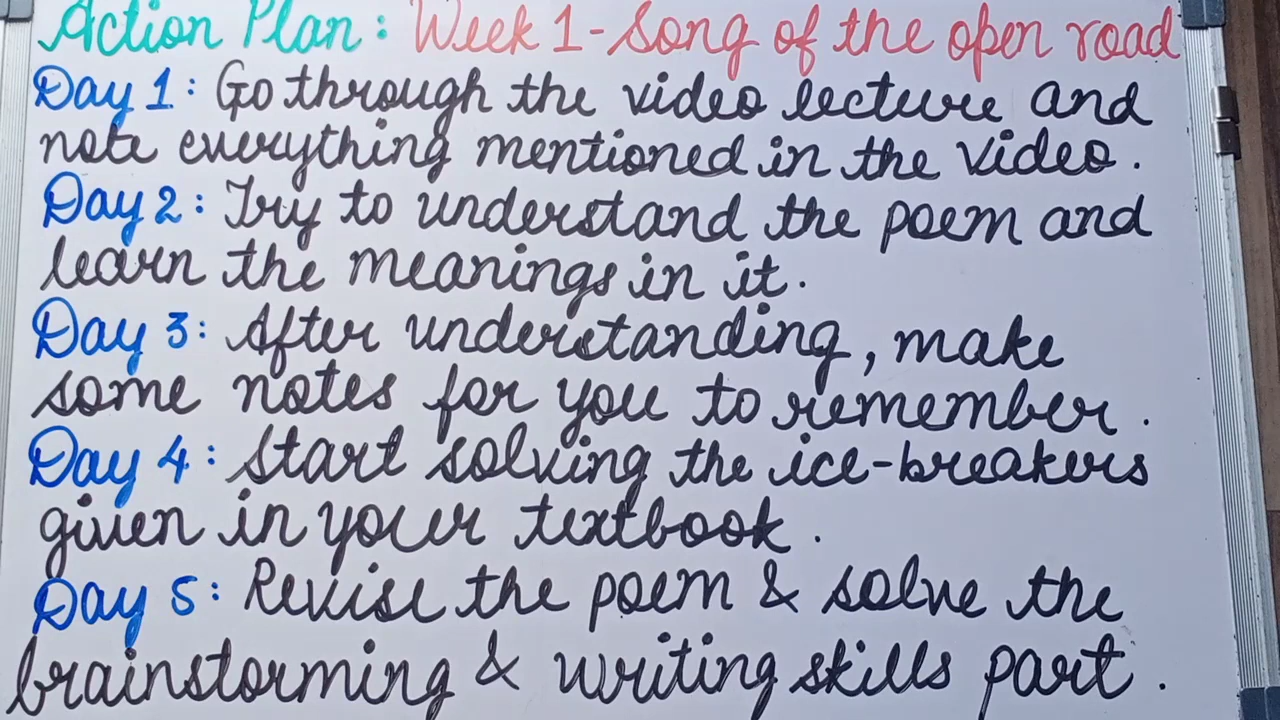 Action Plan: Week 1-Song of the open road
Day 1: Go through the video lecture and
note everything mentioned in the video.
Day 2: Try to understand the poem and
learn the meanings in it.
Day 3: After understanding, make
some notes for you to remember.
Day 4: Start solving the ice-breakers
given in your textbook.
Day 5: Revise the poem & solve the
brainstorming & writing skills part.